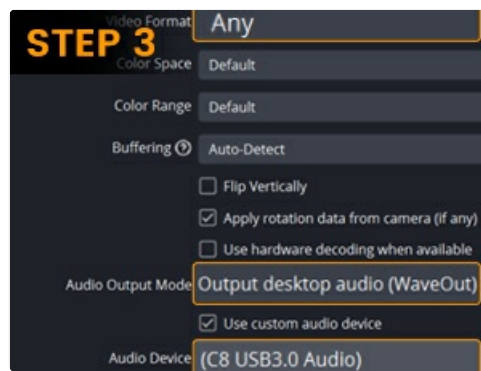 Video Format Any
STEP 3
Color Space Default
Color Range Default
Buffering Auto-Detect
Flip Vertically
Apply rotation data from camera (if any)
Use hardware decoding when available
Audio Output Mode Output desktop audio (WaveOut)
Use custom audio device
Audio Device (C8 USB3.0 Audio)